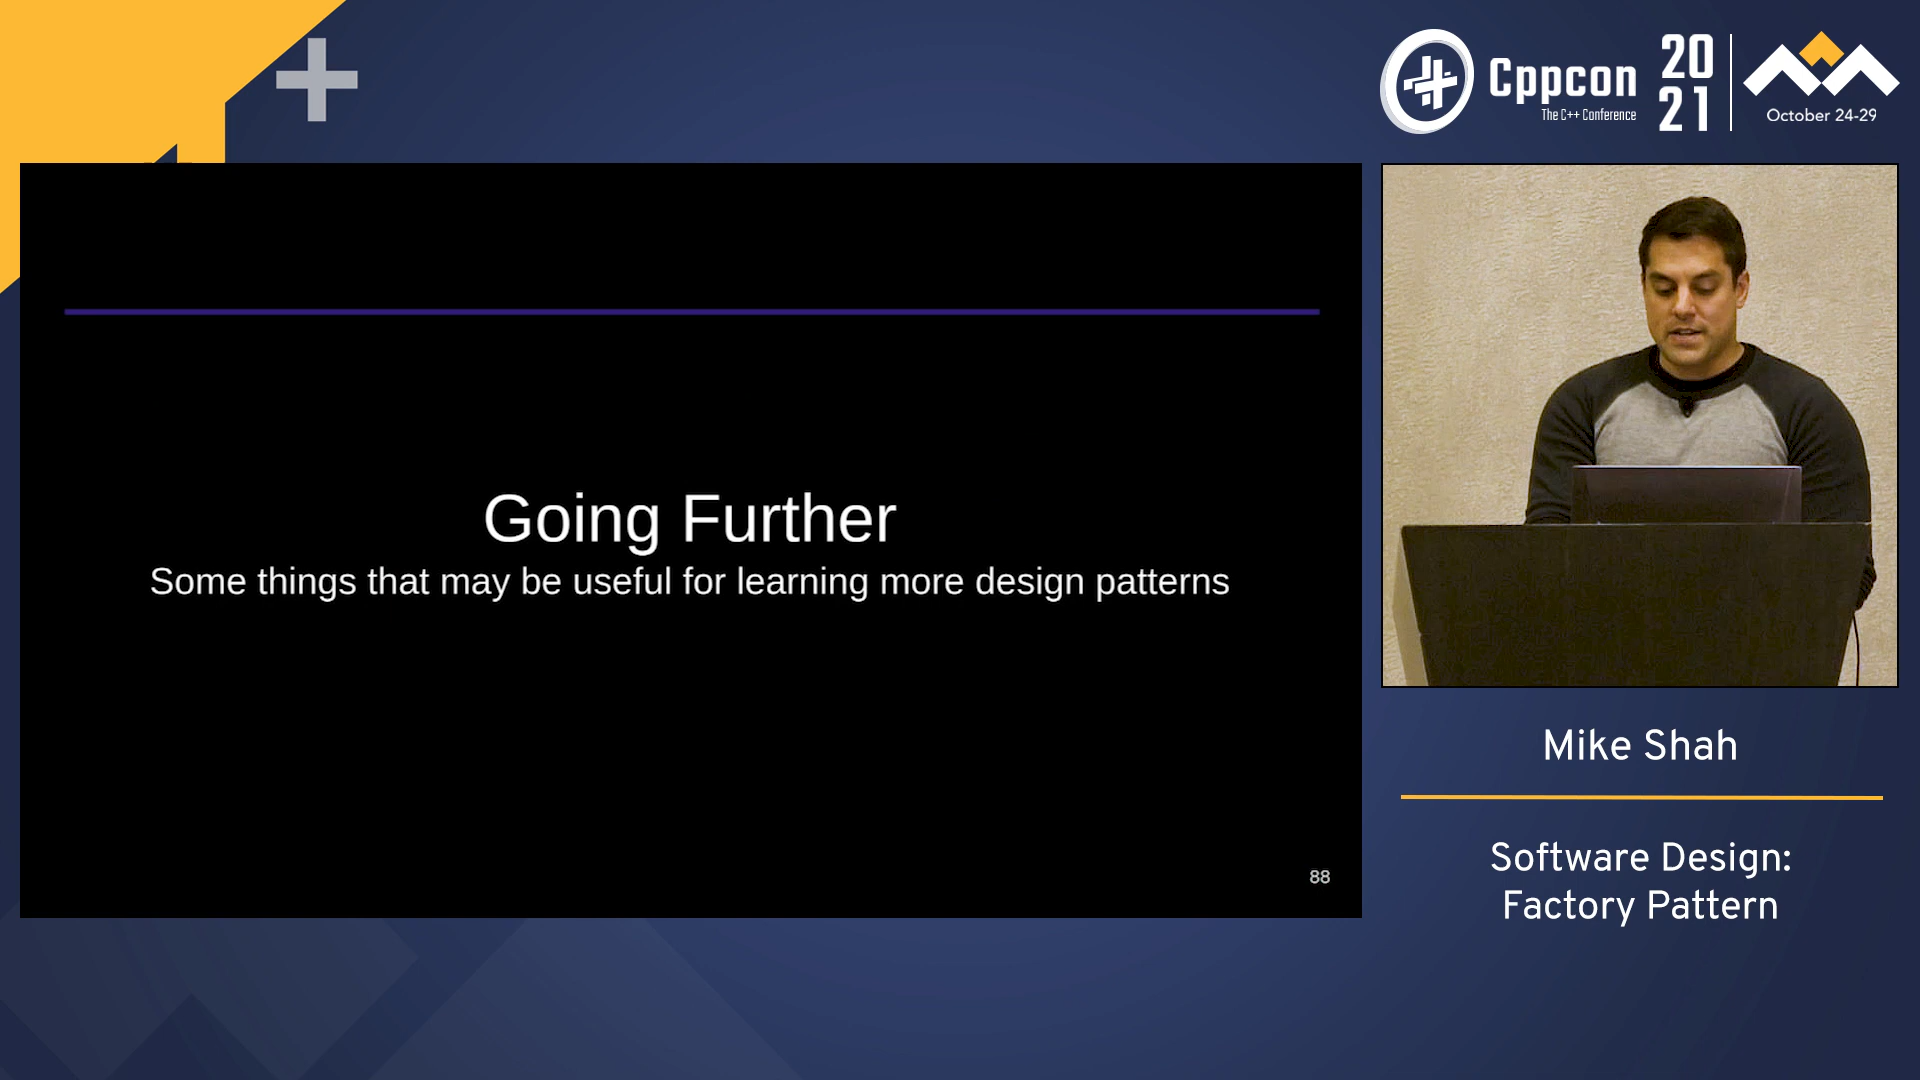 Cppcon
The C++ Conference
20
21
October 24-29
Going Further
Some things that may be useful for learning more design patterns
88
Mike Shah
Software Design:
Factory Pattern